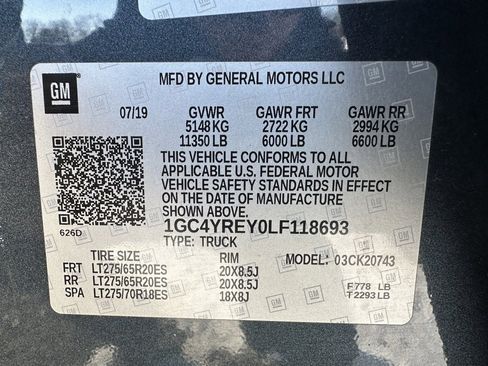 GM
MFD BY GENERAL MOTORS LLC
07/19 GVWR GAWR FRT GAWR RR
5148 KG 2722 KG 2994 KG
11350 LB 6000 LB 6600 LB
THIS VEHICLE CONFORMS TO ALL
APPLICABLE U.S. FEDERAL MOTOR
VEHICLE SAFETY STANDARDS IN EFFECT
ON THE DATE OF MANUFACTURE SHOWN ABOVE.
626D
1GC4YREY0LF118693
TYPE: TRUCK
TIRE SIZE RIM MODEL: 03CK20743
FRT LT275/65R20ES 20X8.5J
RR LT275/65R20ES 20X8.5J F 778 LB
SPA LT275/70R18ES 18X8J T 2293 LB